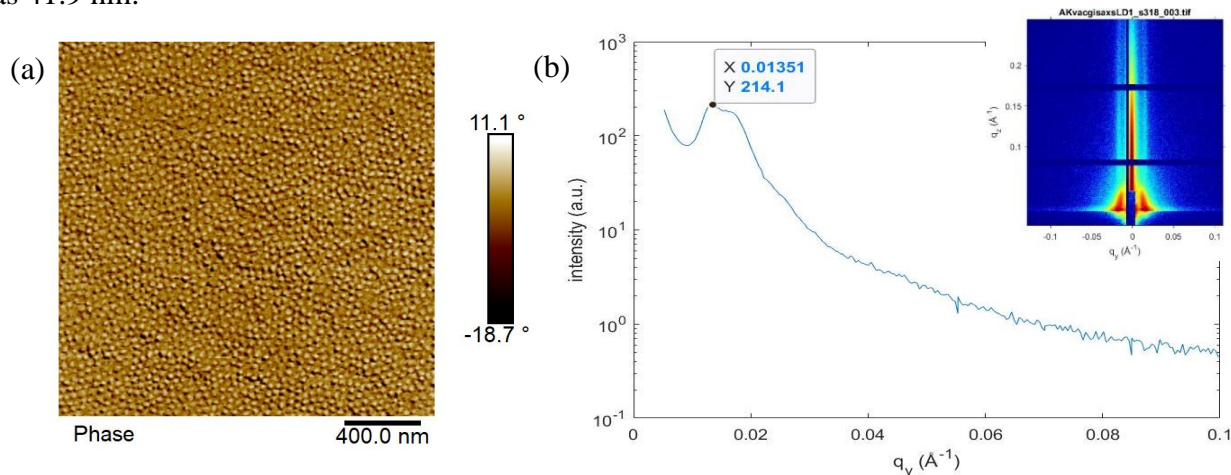 as 41.9 nm.
(a)
11.1 °
-18.7 °
Phase
400.0 nm
(b)
X 0.01351
Y 214.1
10³
10²
10¹
10⁰
10⁻¹
intensity (a.u.)
0
0.02
0.04
0.06
0.08
0.1
q_y (Å⁻¹)
AKvacgisaxsLD1_s318_003.tif
0.2
0.15
0.1
0.05
q_z (Å⁻¹)
-0.1
-0.05
0
0.05
0.1
q_y (Å⁻¹)